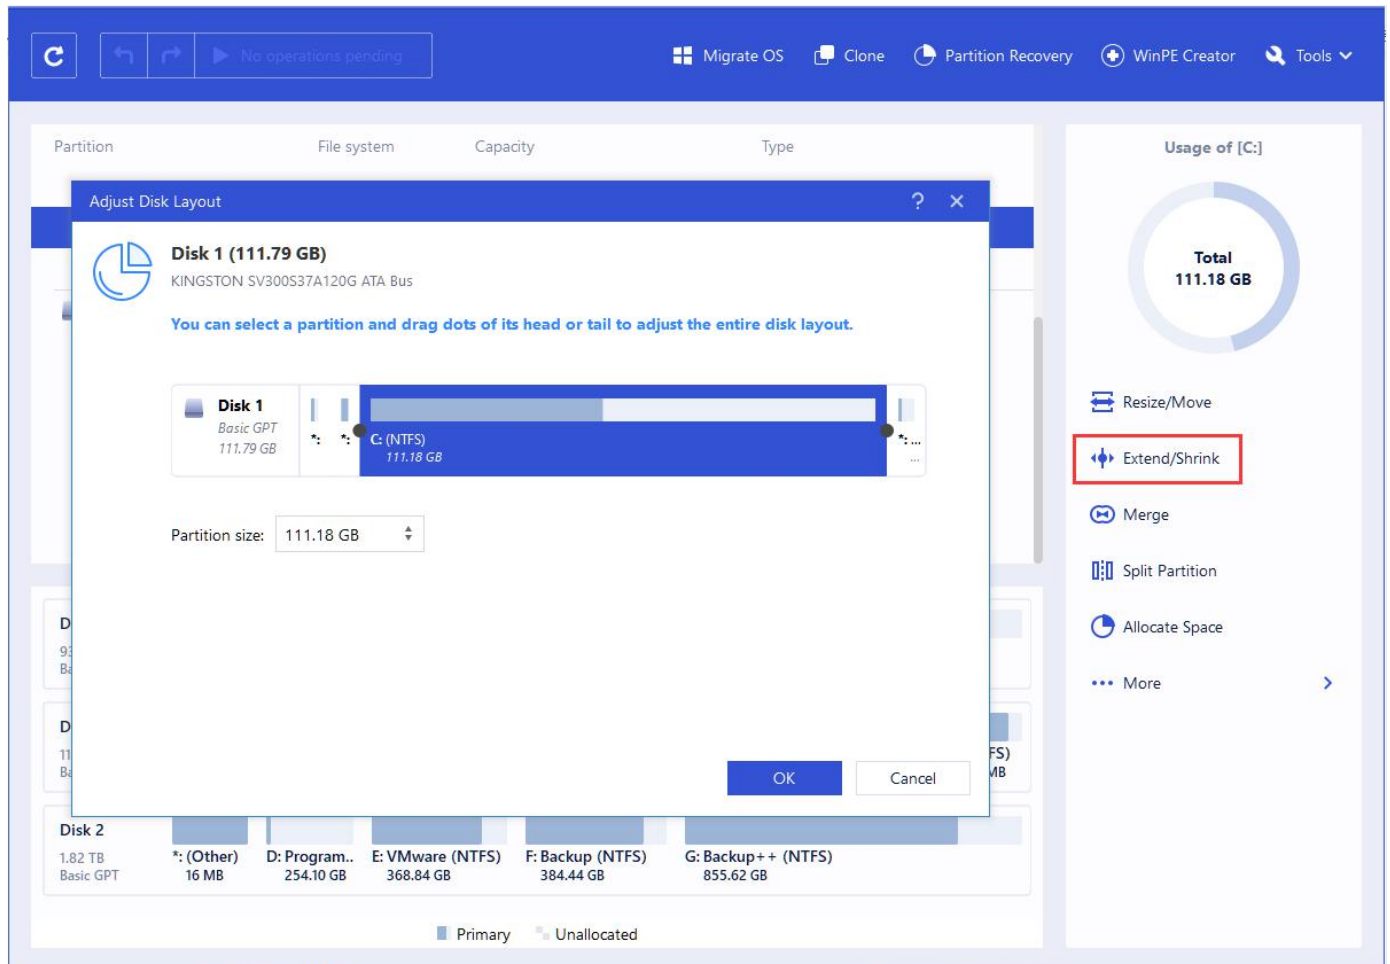 No operations pending
Migrate OS
Clone
Partition Recovery
WinPE Creator
Tools
Partition
File system
Capacity
Type
Usage of [C:]
Total
111.18 GB
Adjust Disk Layout
?
Disk 1 (111.79 GB)
KINGSTON SV300S37A120G ATA Bus
You can select a partition and drag dots of its head or tail to adjust the entire disk layout.
Disk 1
Basic GPT
111.79 GB
*:
*:
C: (NTFS)
111.18 GB
*: ...
...
Partition size:
111.18 GB
OK
Cancel
Resize/Move
Extend/Shrink
Merge
Split Partition
Allocate Space
More
D
93
Ba
D
11
Ba
FS)
MB
Disk 2
1.82 TB
Basic GPT
*: (Other)
16 MB
D: Program..
254.10 GB
E: VMware (NTFS)
368.84 GB
F: Backup (NTFS)
384.44 GB
G: Backup++ (NTFS)
855.62 GB
Primary
Unallocated